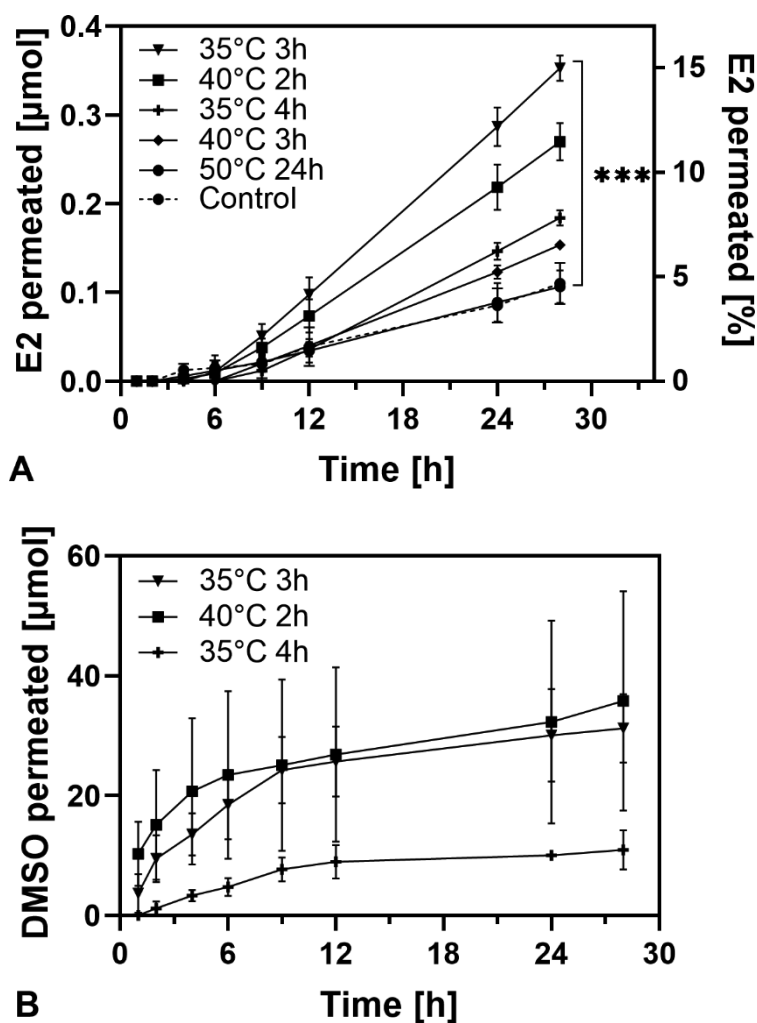 E2 permeated [µmol]
0.4
0.3
0.2
0.1
0.0
35°C 3h
40°C 2h
35°C 4h
40°C 3h
50°C 24h
Control
***
15
10
5
0
E2 permeated [%]
0 6 12 18 24 30
Time [h]
A
DMSO permeated [µmol]
60
40
20
0
35°C 3h
40°C 2h
35°C 4h
0 6 12 18 24 30
Time [h]
B